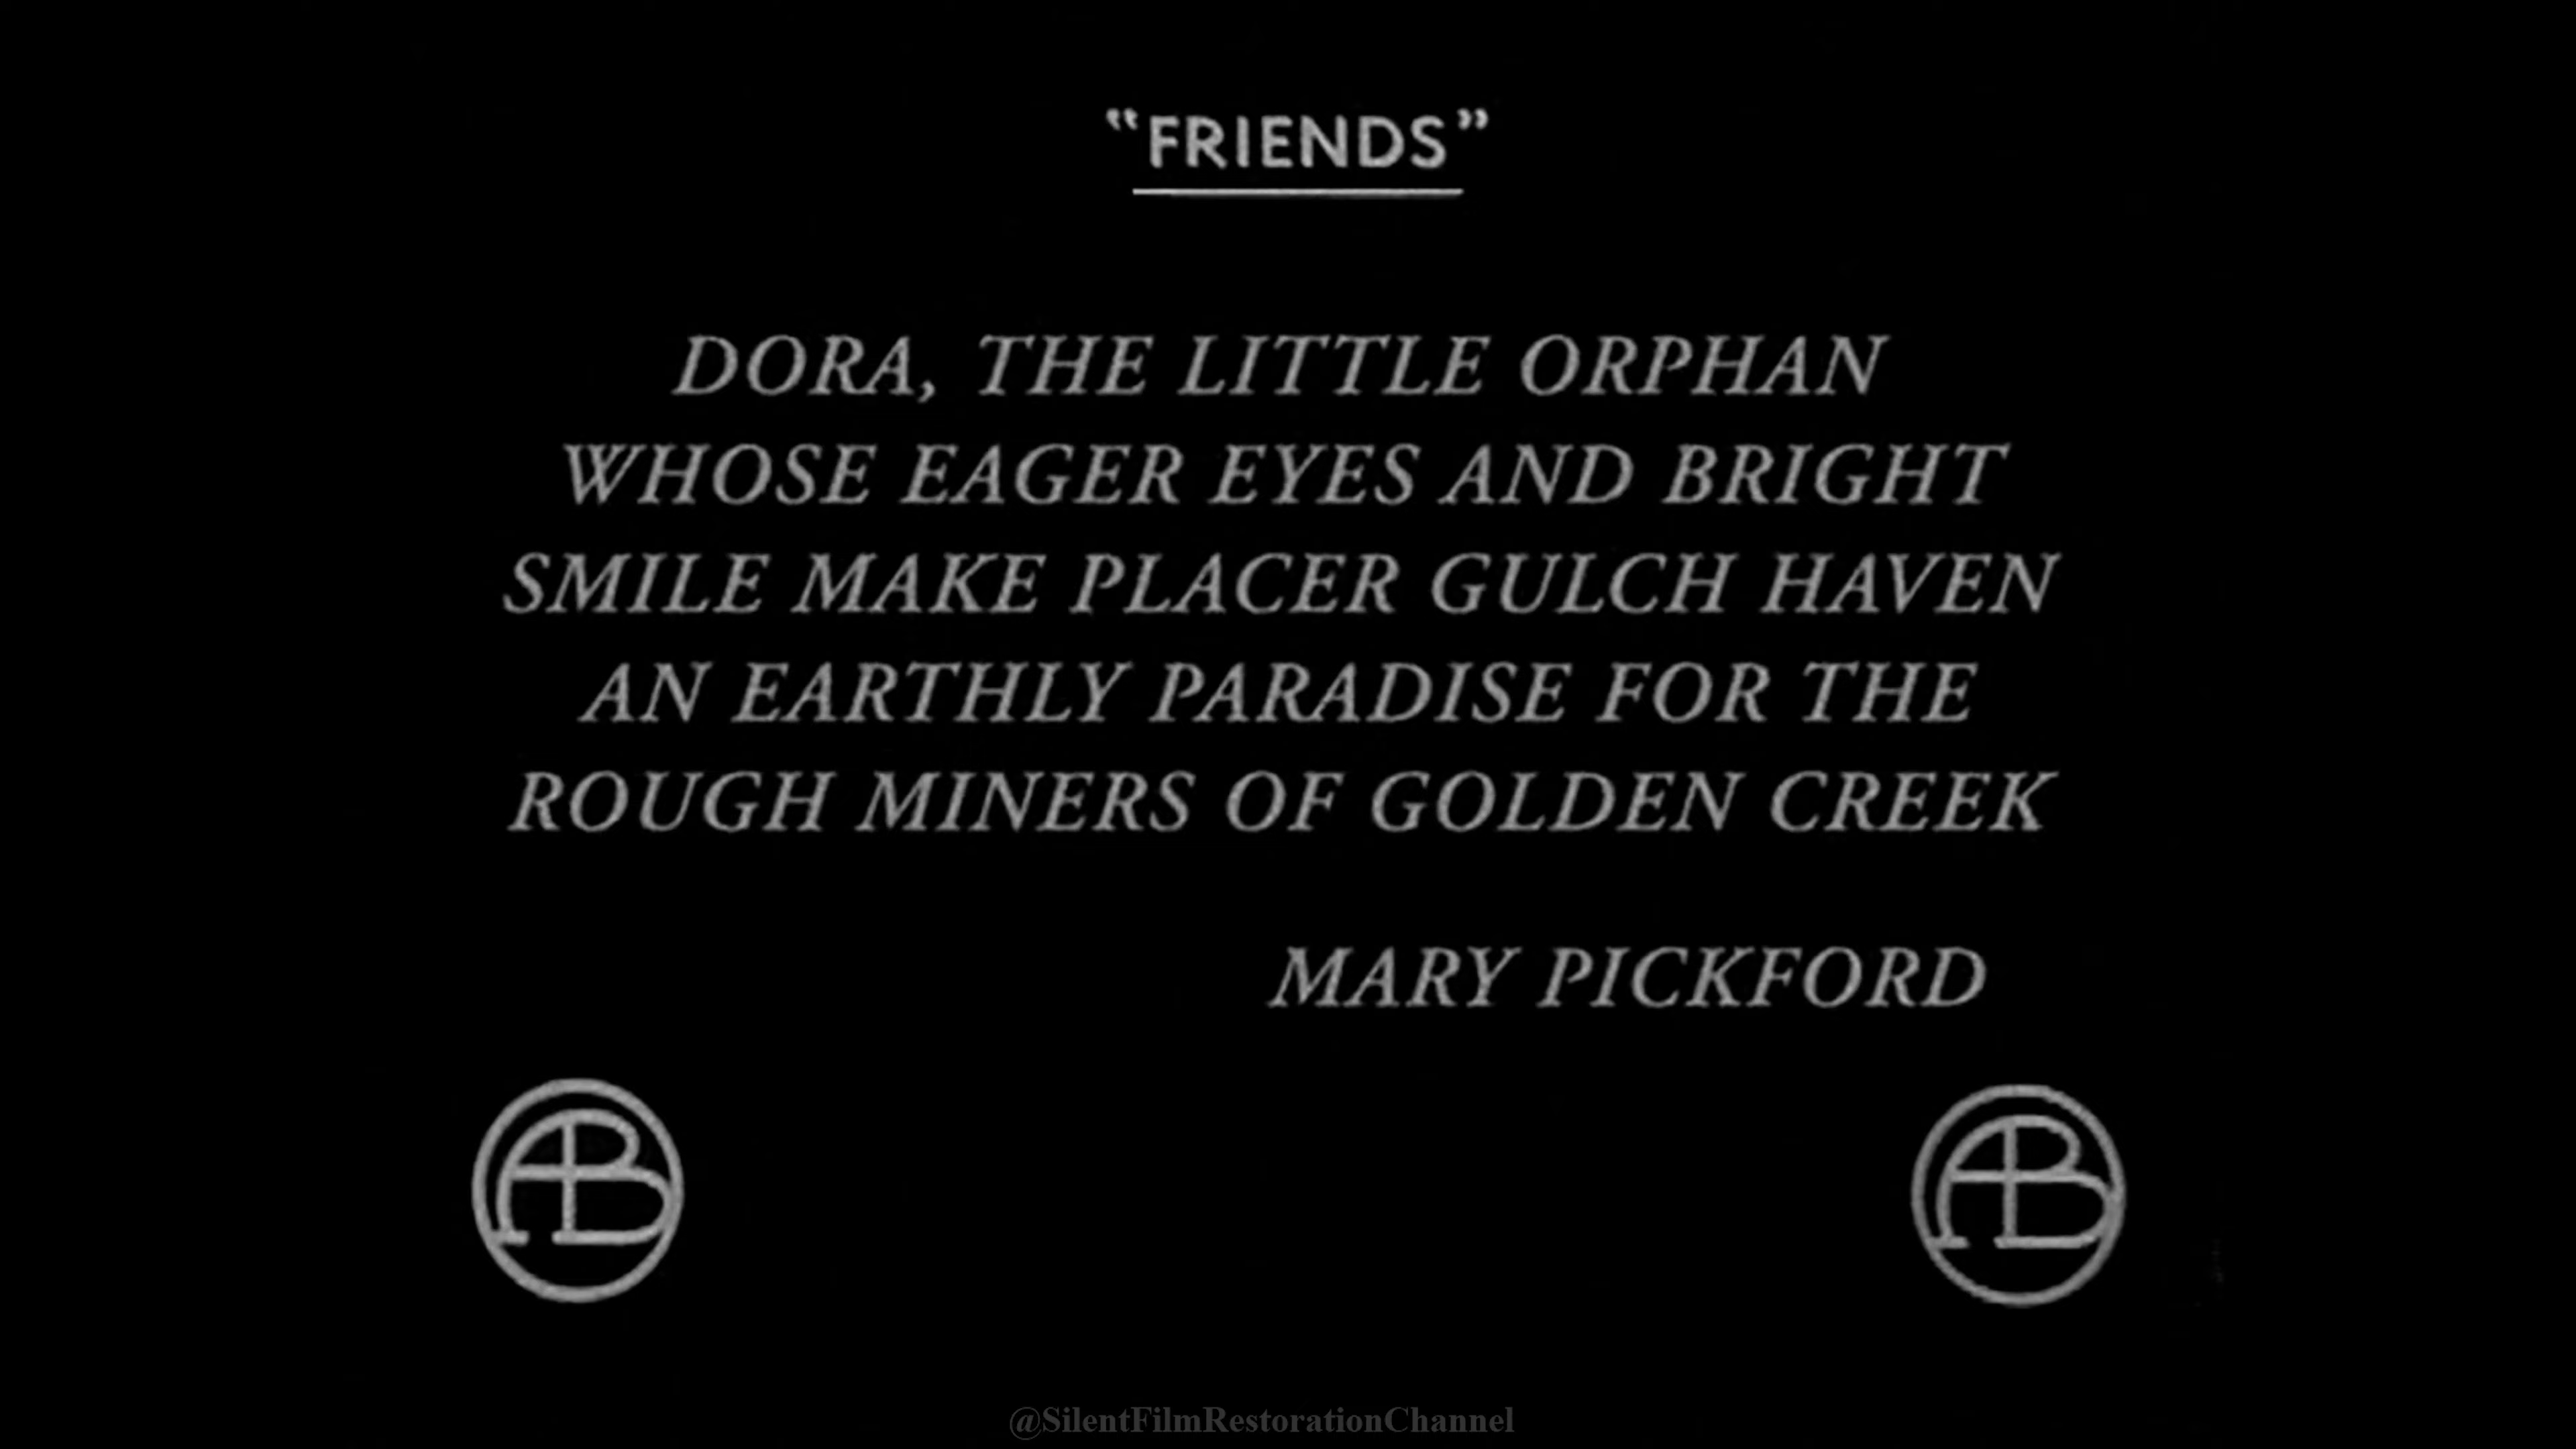 “FRIENDS”
DORA, THE LITTLE ORPHAN
WHOSE EAGER EYES AND BRIGHT
SMILE MAKE PLACER GULCH HAVEN
AN EARTHLY PARADISE FOR THE
ROUGH MINERS OF GOLDEN CREEK
MARY PICKFORD
AB AB
@SilentFilmRestorationChannel